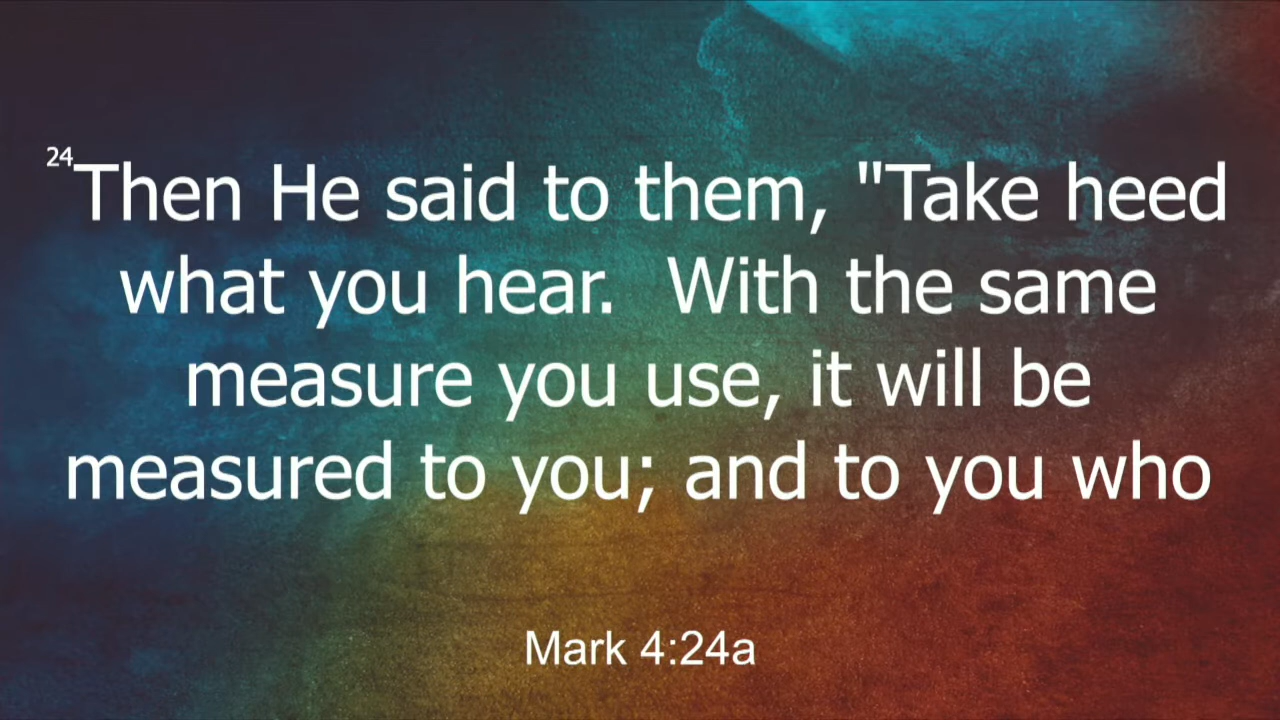 24Then He said to them, "Take heed
what you hear.  With the same
measure you use, it will be
measured to you; and to you who
Mark 4:24a